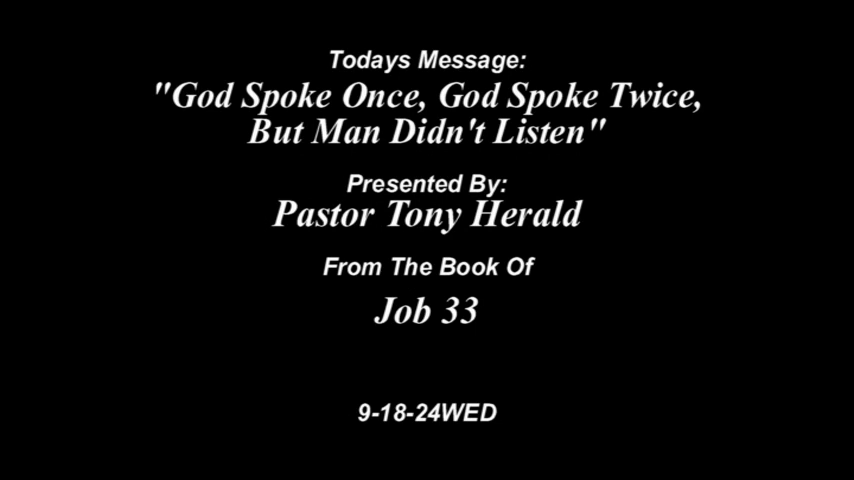 Todays Message:
"God Spoke Once, God Spoke Twice,
But Man Didn't Listen"
Presented By:
Pastor Tony Herald
From The Book Of
Job 33
9-18-24WED